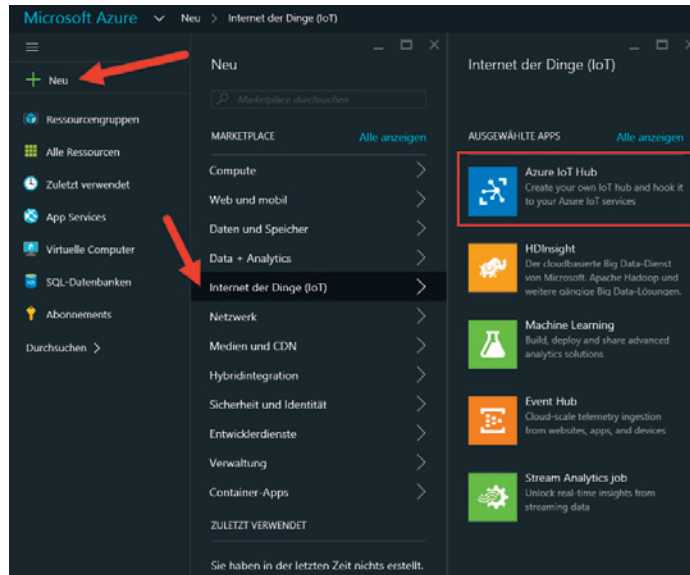 Microsoft Azure Neu > Internet der Dinge (IoT)
Neu
Ressourcengruppen
Alle Ressourcen
Zuletzt verwendet
App Services
Virtuelle Computer
SQL-Datenbanken
Abonnements
Durchsuchen >
Neu
Marketplace durchsuchen
MARKETPLACE Alle anzeigen
Compute
Web und mobil
Daten und Speicher
Data + Analytics
Internet der Dinge (IoT)
Netzwerk
Medien und CDN
Hybridintegration
Sicherheit und Identität
Entwicklerdienste
Verwaltung
Container-Apps
ZULETZT VERWENDET
Sie haben in der letzten Zeit nichts erstellt.
Internet der Dinge (IoT)
AUSGEWÄHLTE APPS Alle anzeigen
Azure IoT Hub
Create your own IoT hub and hook it
to your Azure IoT services
HDInsight
Der cloudbasierte Big Data-Dienst
von Microsoft. Apache Hadoop und
weitere gängige Big Data-Lösungen.
Machine Learning
Build, deploy and share advanced
analytics solutions
Event Hub
Cloud-scale telemetry ingestion
from websites, apps, and devices
Stream Analytics job
Unlock real-time insights from
streaming data